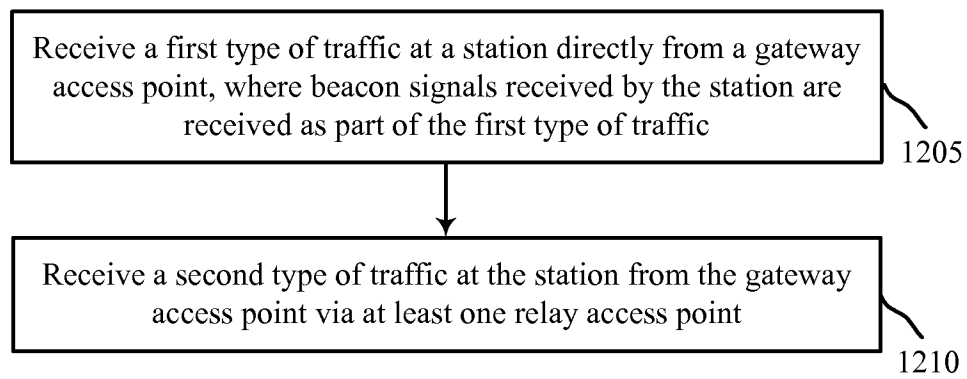 Receive a first type of traffic at a station directly from a gateway
access point, where beacon signals received by the station are
received as part of the first type of traffic
1205
Receive a second type of traffic at the station from the gateway
access point via at least one relay access point
1210